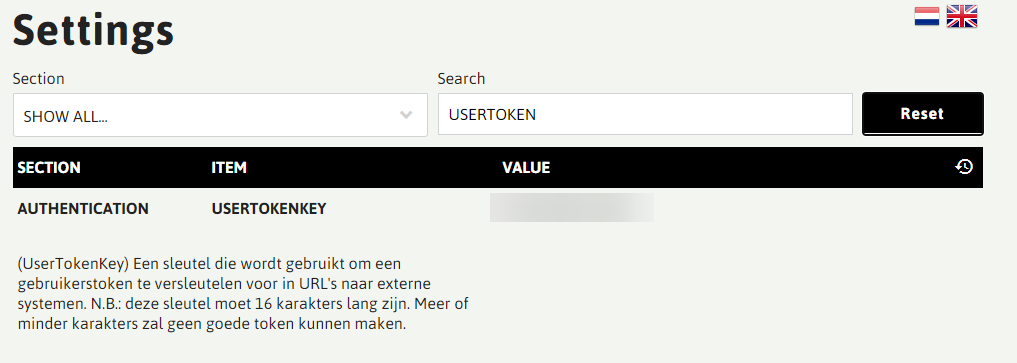 Settings
Section
Search
SHOW ALL...
USERTOKEN
Reset
SECTION ITEM VALUE
AUTHENTICATION USERTOKENKEY
(UserTokenKey) Een sleutel die wordt gebruikt om een
gebruikerstoken te versleutelen voor in URL's naar externe
systemen. N.B.: deze sleutel moet 16 karakters lang zijn. Meer of
minder karakters zal geen goede token kunnen maken.